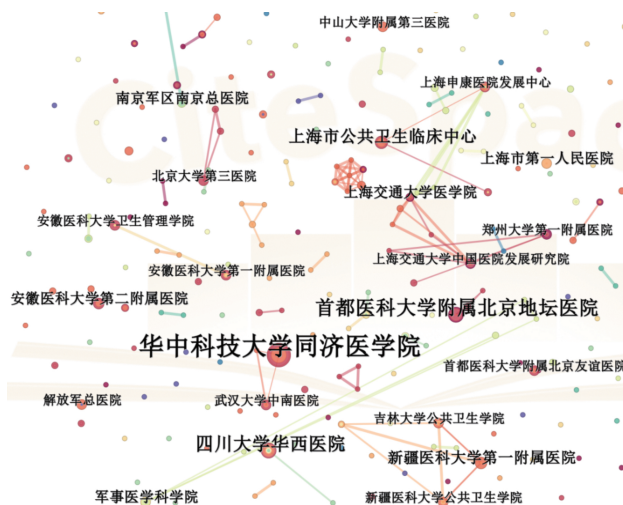 中山大学附属第三医院
上海申康医院发展中心
南京军区南京总医院
CiteSpac
上海市公共卫生临床中心
上海市第一人民医院
北京大学第三医院
上海交通大学医学院
安徽医科大学卫生管理学院
郑州大学第一附属医院
上海交通大学中国医院发展研究院
安徽医科大学第一附属医院
安徽医科大学第二附属医院
首都医科大学附属北京地坛医院
华中科技大学同济医学院
首都医科大学附属北京友谊医院
解放军总医院
武汉大学中南医院
吉林大学公共卫生学院
四川大学华西医院
新疆医科大学第一附属医院
军事医学科学院
新疆医科大学公共卫生学院